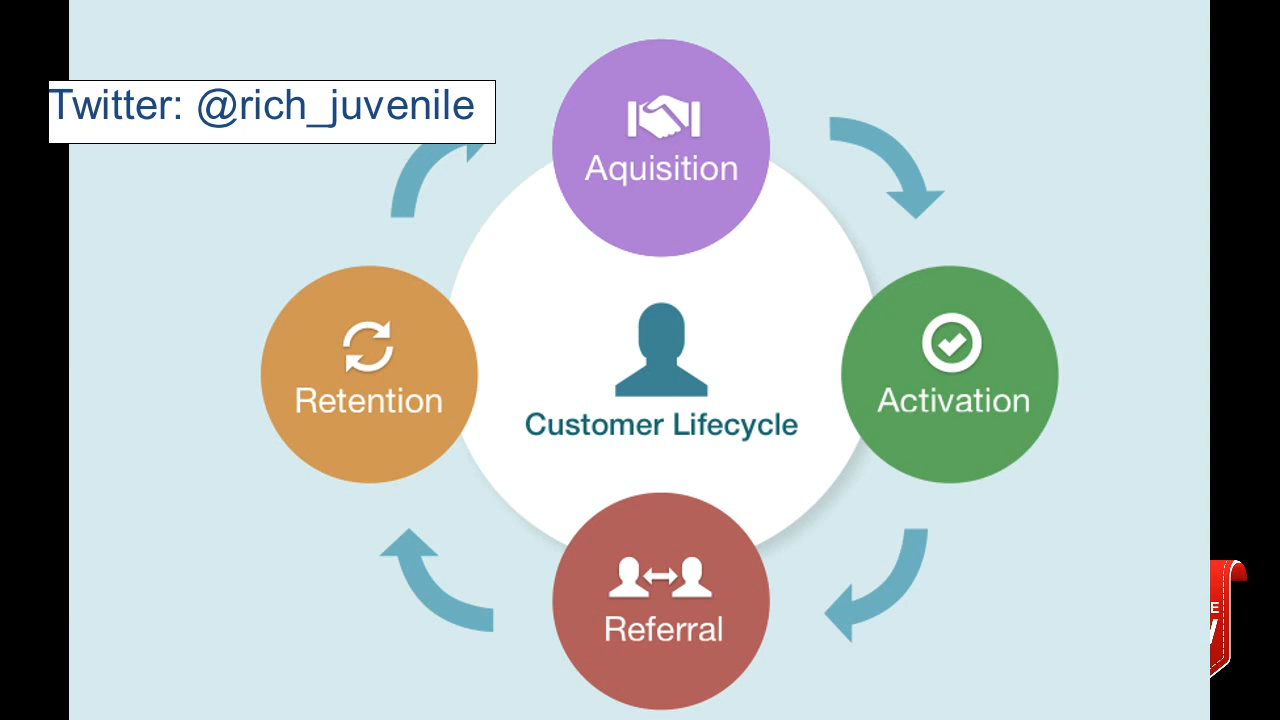 Twitter: @rich_juvenile
Aquisition
Retention
Activation
Customer Lifecycle
Referral